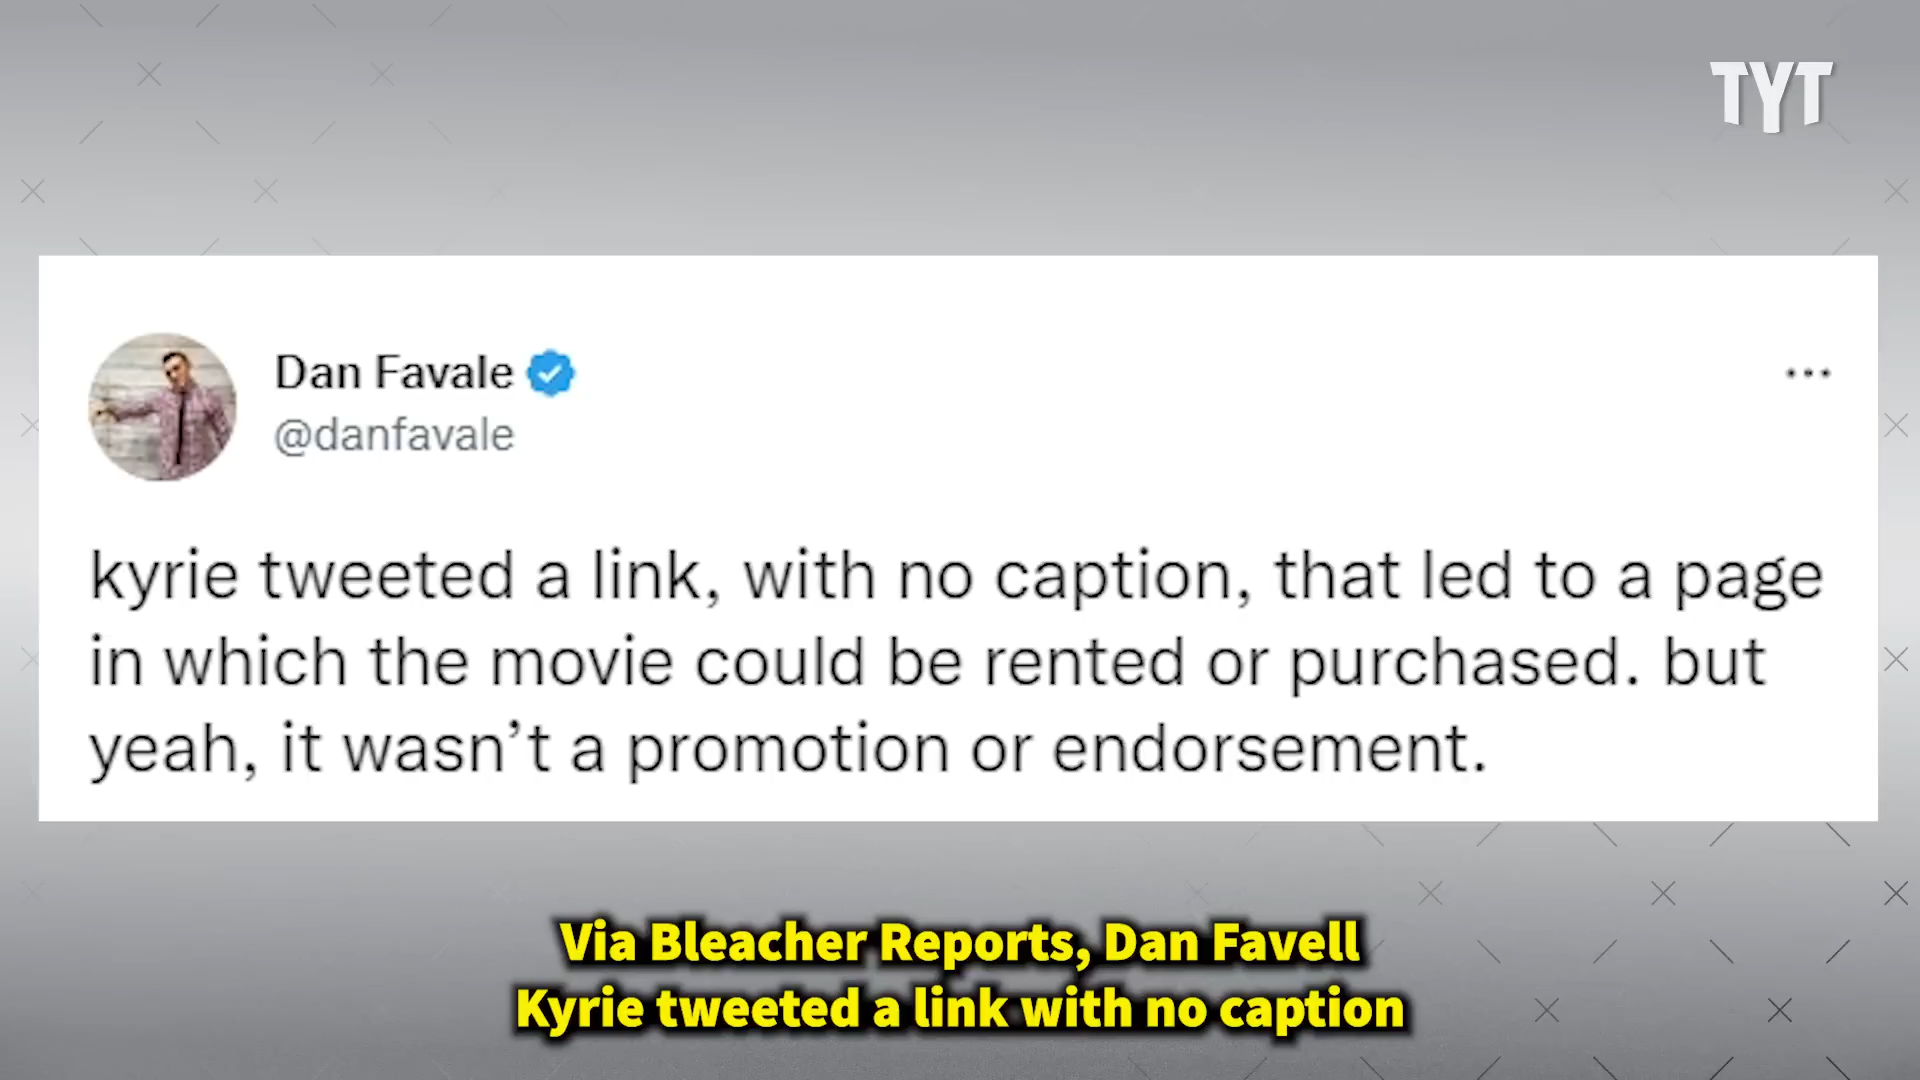 TYT
Dan Favale
@danfavale
kyrie tweeted a link, with no caption, that led to a page
in which the movie could be rented or purchased. but
yeah, it wasn’t a promotion or endorsement.
Via Bleacher Reports, Dan Favell
Kyrie tweeted a link with no caption